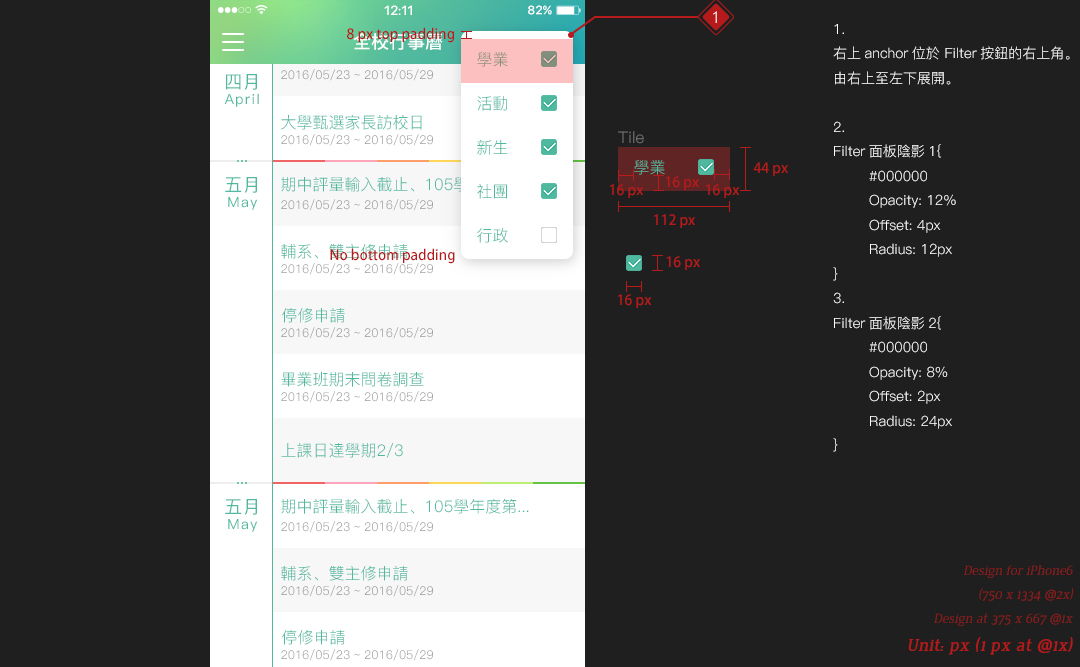 12:11
82%
8 px top padding
全校行事曆
學業
活動
新生
社團
行政
No bottom padding
四月
April
2016/05/23 ~ 2016/05/29
大學甄選家長訪校日
2016/05/23 ~ 2016/05/29
五月
May
期中評量輸入截止、105學
2016/05/23 ~ 2016/05/29
輔系、雙主修申請
2016/05/23 ~ 2016/05/29
停修申請
2016/05/23 ~ 2016/05/29
畢業班期末問卷調查
2016/05/23 ~ 2016/05/29
上課日達學期2/3
五月
May
期中評量輸入截止、105學年度第...
2016/05/23 ~ 2016/05/29
輔系、雙主修申請
2016/05/23 ~ 2016/05/29
停修申請
2016/05/23 ~ 2016/05/29
1
Tile
學業
16 px
16 px
16 px
44 px
112 px
16 px
16 px
1.
右上 anchor 位於 Filter 按鈕的右上角。
由右上至左下展開。
2.
Filter 面板陰影 1{
#000000
Opacity: 12%
Offset: 4px
Radius: 12px
}
3.
Filter 面板陰影 2{
#000000
Opacity: 8%
Offset: 2px
Radius: 24px
}
Design for iPhone6
(750 x 1334 @2x)
Design at 375 x 667 @1x
Unit: px (1 px at @1x)